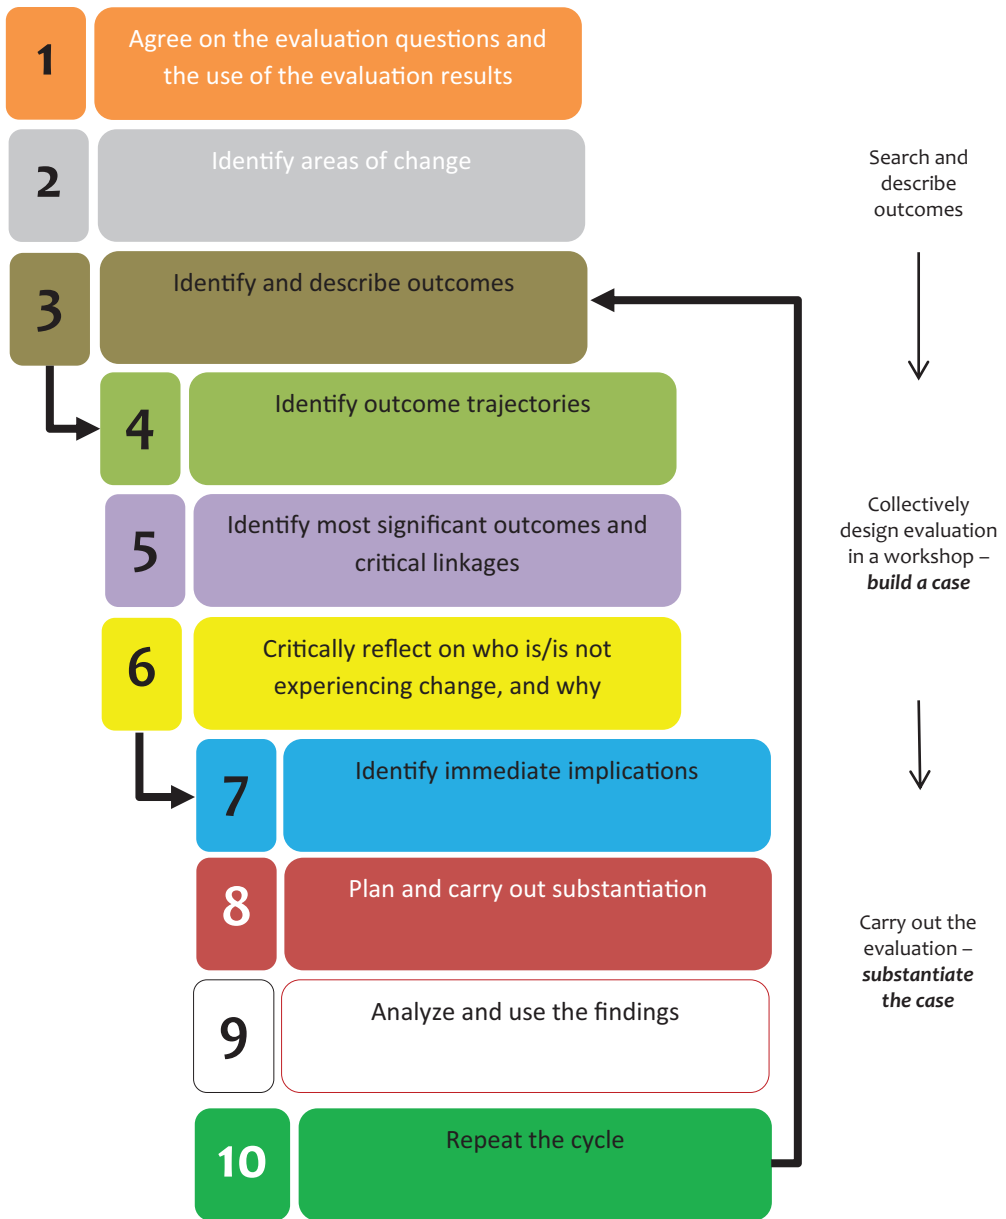 1
Agree on the evaluation questions and
the use of the evaluation results
2
Identify areas of change
3
Identify and describe outcomes
4
Identify outcome trajectories
5
Identify most significant outcomes and
critical linkages
6
Critically reflect on who is/is not
experiencing change, and why
7
Identify immediate implications
8
Plan and carry out substantiation
9
Analyze and use the findings
10
Repeat the cycle
Search and
describe
outcomes
Collectively
design evaluation
in a workshop –
build a case
Carry out the
evaluation –
substantiate
the case